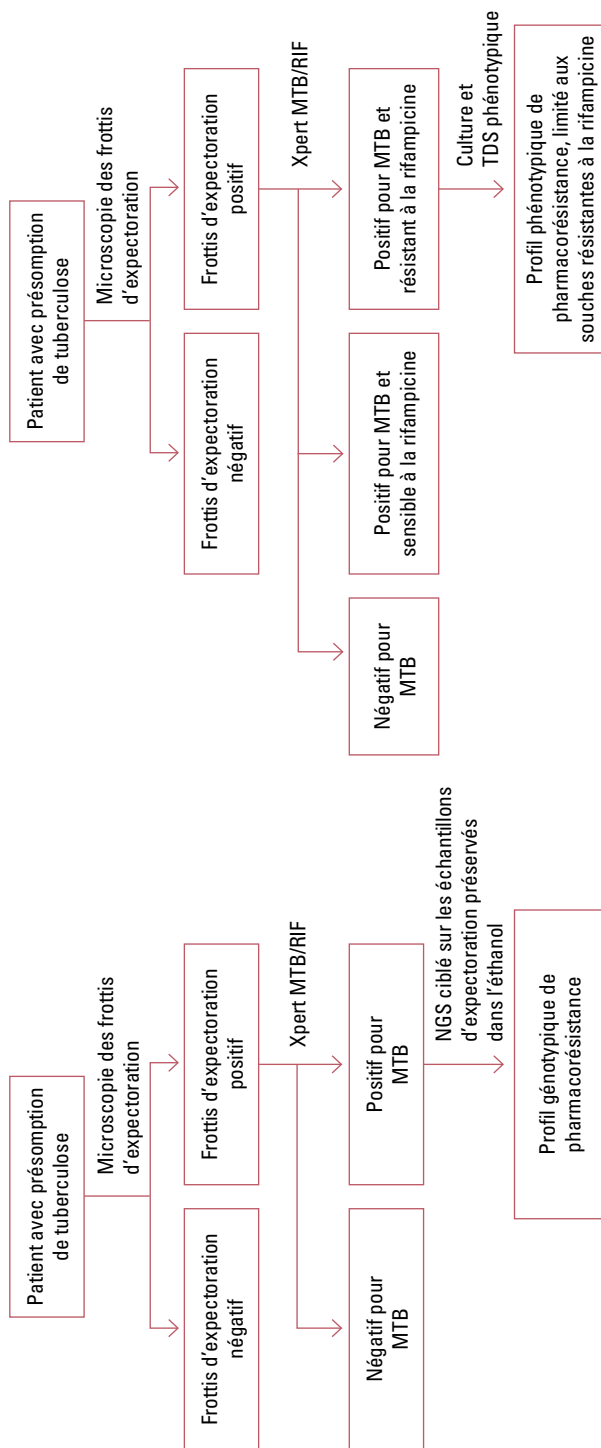 Patient avec présomption
de tuberculose
Microscopie des frottis
d'expectoration
Frottis d'expectoration
négatif
Frottis d'expectoration
positif
Xpert MTB/RIF
Négatif pour
MTB
Positif pour
MTB
NGS ciblé sur les échantillons
d'expectoration préservés
dans l'éthanol
Profil génotypique de
pharmacorésistance
Patient avec présomption
de tuberculose
Microscopie des frottis
d'expectoration
Frottis d'expectoration
négatif
Frottis d'expectoration
positif
Xpert MTB/RIF
Négatif pour
MTB
Positif pour MTB et
sensible à la rifampicine
Positif pour MTB et
résistant à la rifampicine
Culture et
TDS phénotypique
Profil phénotypique de
pharmacorésistance, limité aux
souches résistantes à la rifampicine